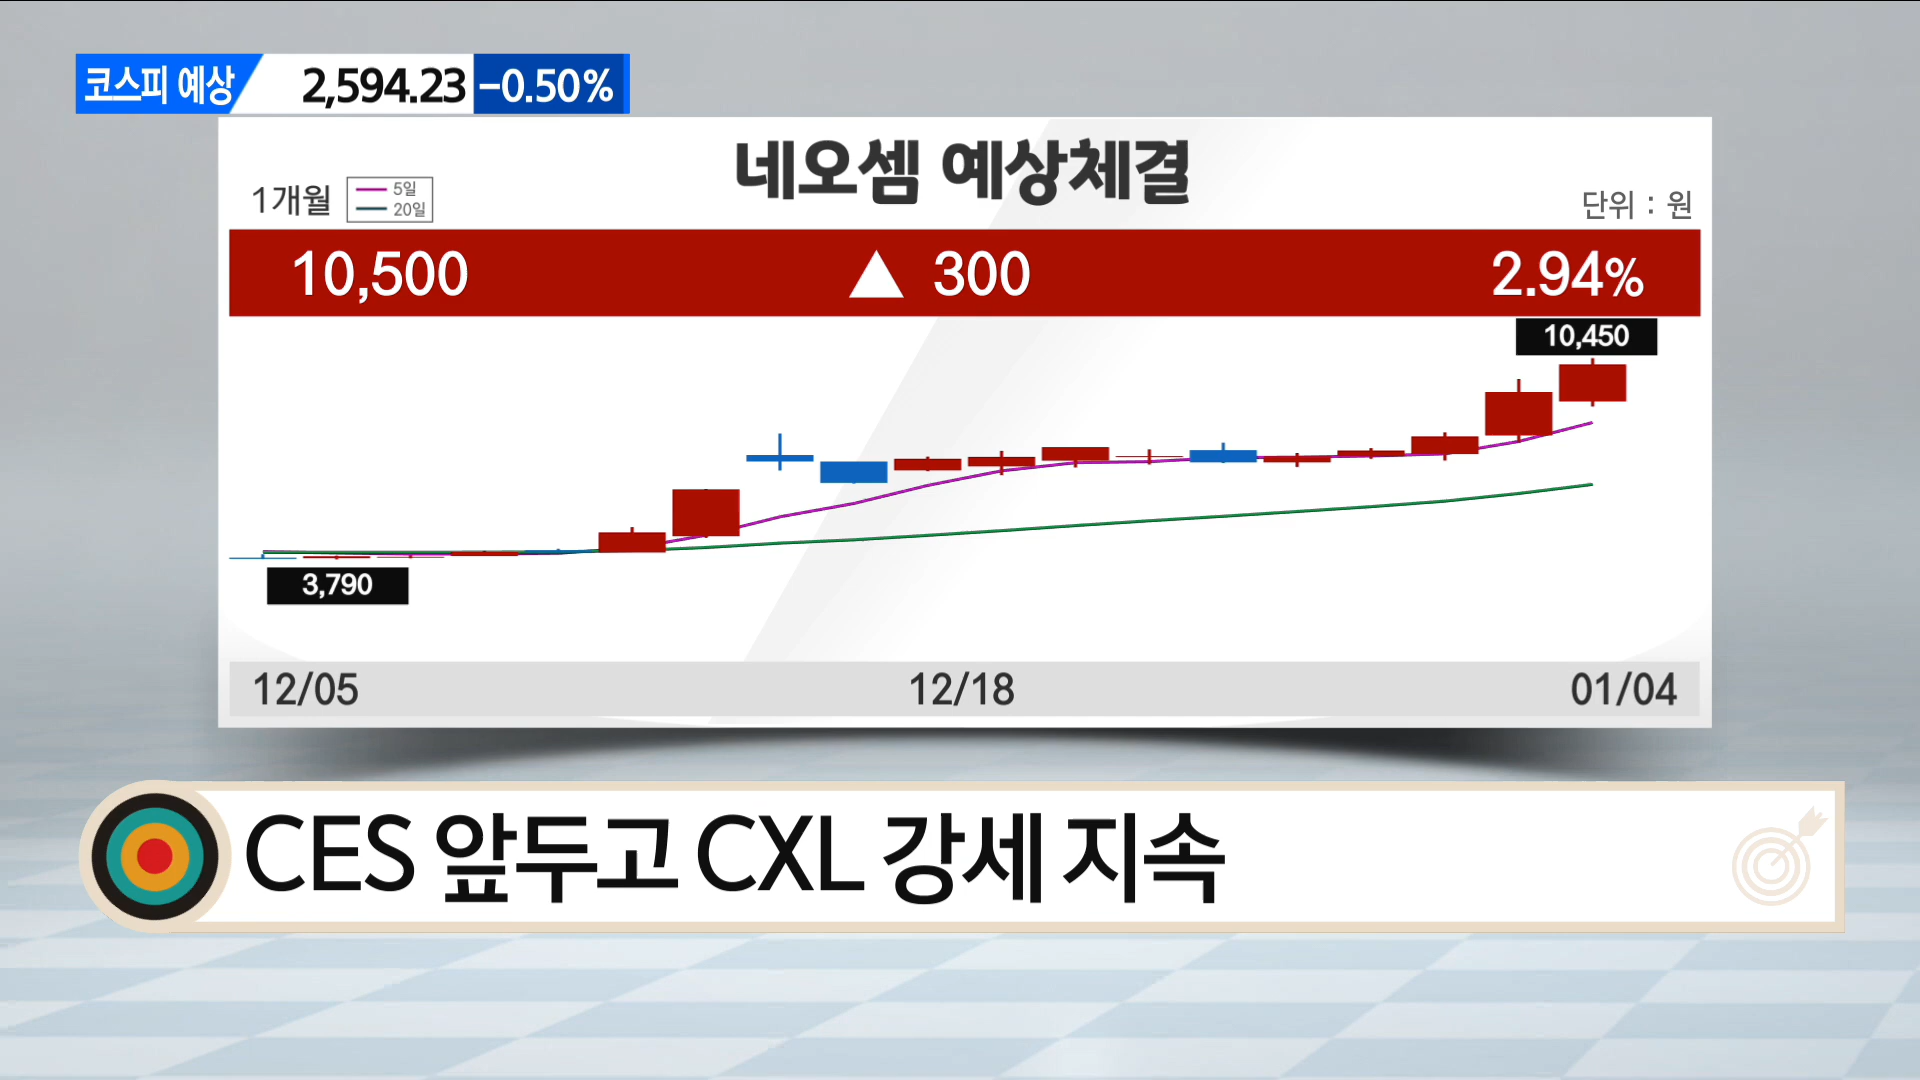 코스피 예상 2,594.23 -0.50%
네오셈 예상체결
1개월
5일
20일
단위 : 원
10,500 ▲ 300 2.94%
10,450
3,790
12/05 12/18 01/04
CES 앞두고 CXL 강세 지속